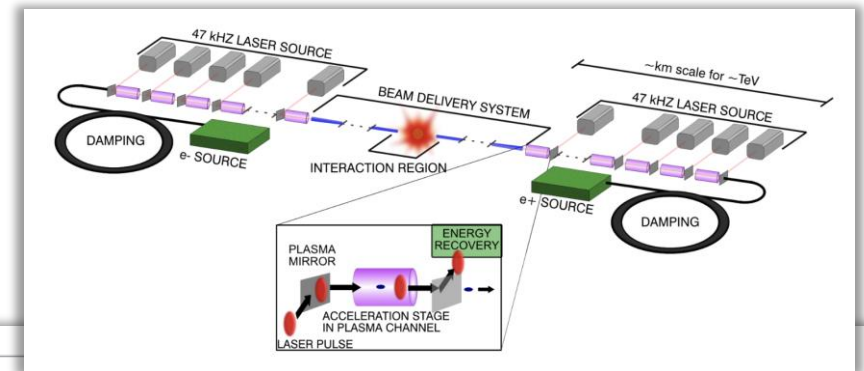 47 kHZ LASER SOURCE
DAMPING
e- SOURCE
BEAM DELIVERY SYSTEM
INTERACTION REGION
~km scale for ~TeV
47 kHZ LASER SOURCE
e+ SOURCE
DAMPING
PLASMA
MIRROR
ENERGY
RECOVERY
ACCELERATION STAGE
IN PLASMA CHANNEL
LASER PULSE